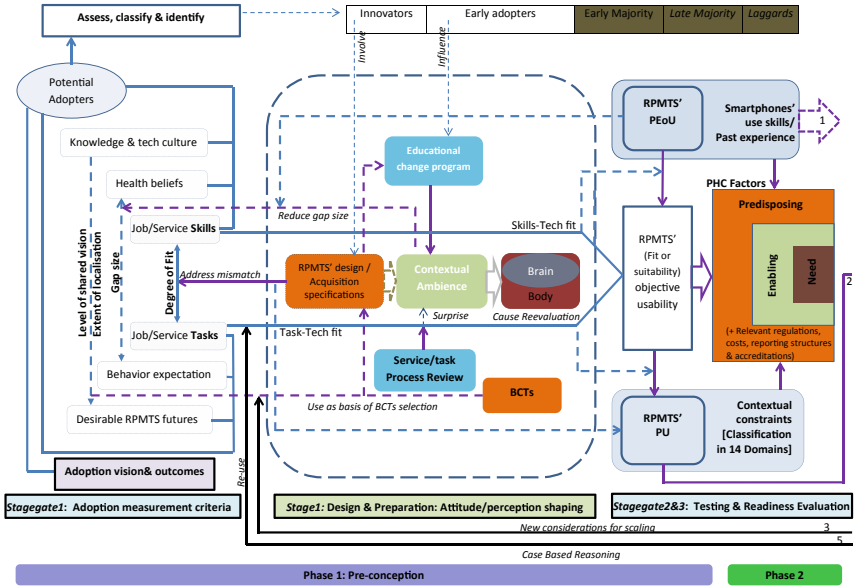 Assess, classify & identify
Innovators
Early adopters
Early Majority
Late Majority
Laggards
Involve
Influence
Potential
Adopters
Knowledge & tech culture
Health beliefs
Job/Service Skills
Level of shared vision
Extent of localisation
Gap size
Degree of Fit
Job/Service Tasks
Behavior expectation
Desirable RPMTS futures
Adoption vision& outcomes
Educational
change program
Reduce gap size
Skills-Tech fit
Address mismatch
RPMTS' design /
Acquisition
specifications
Contextual
Ambience
Brain
Body
Surprise
Cause Reevaluation
Task-Tech fit
Service/task
Process Review
BCTs
Use as basis of BCTs selection
RPMTS'
PEoU
Smartphones'
use skills/
Past experience
1
PHC Factors
RPMTS'
(Fit or
suitability)
objective
usability
Predisposing
Enabling
Need
(+ Relevant regulations,
costs, reporting structures
& accreditations)
2
RPMTS'
PU
Contextual
constraints
[Classification
in 14 Domains]
Re-use
Stagegate1: Adoption measurement criteria
Stage1: Design & Preparation: Attitude/perception shaping
Stagegate2&3: Testing & Readiness Evaluation
New considerations for scaling
3
5
Case Based Reasoning
Phase 1: Pre-conception
Phase 2